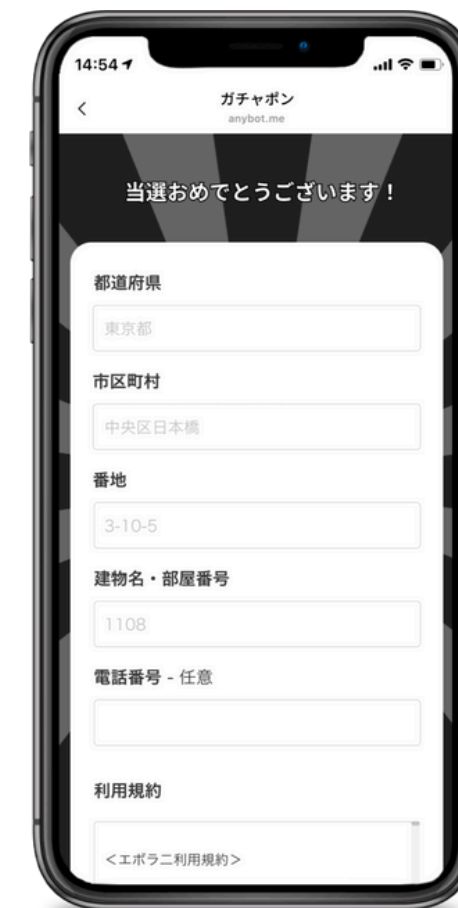 14:54
ガチャポン
anybot.me
当選おめでとうございます！
都道府県
東京都
市区町村
中央区日本橋
番地
3-10-5
建物名・部屋番号
1108
電話番号 - 任意
利用規約
＜エポラニ利用規約＞